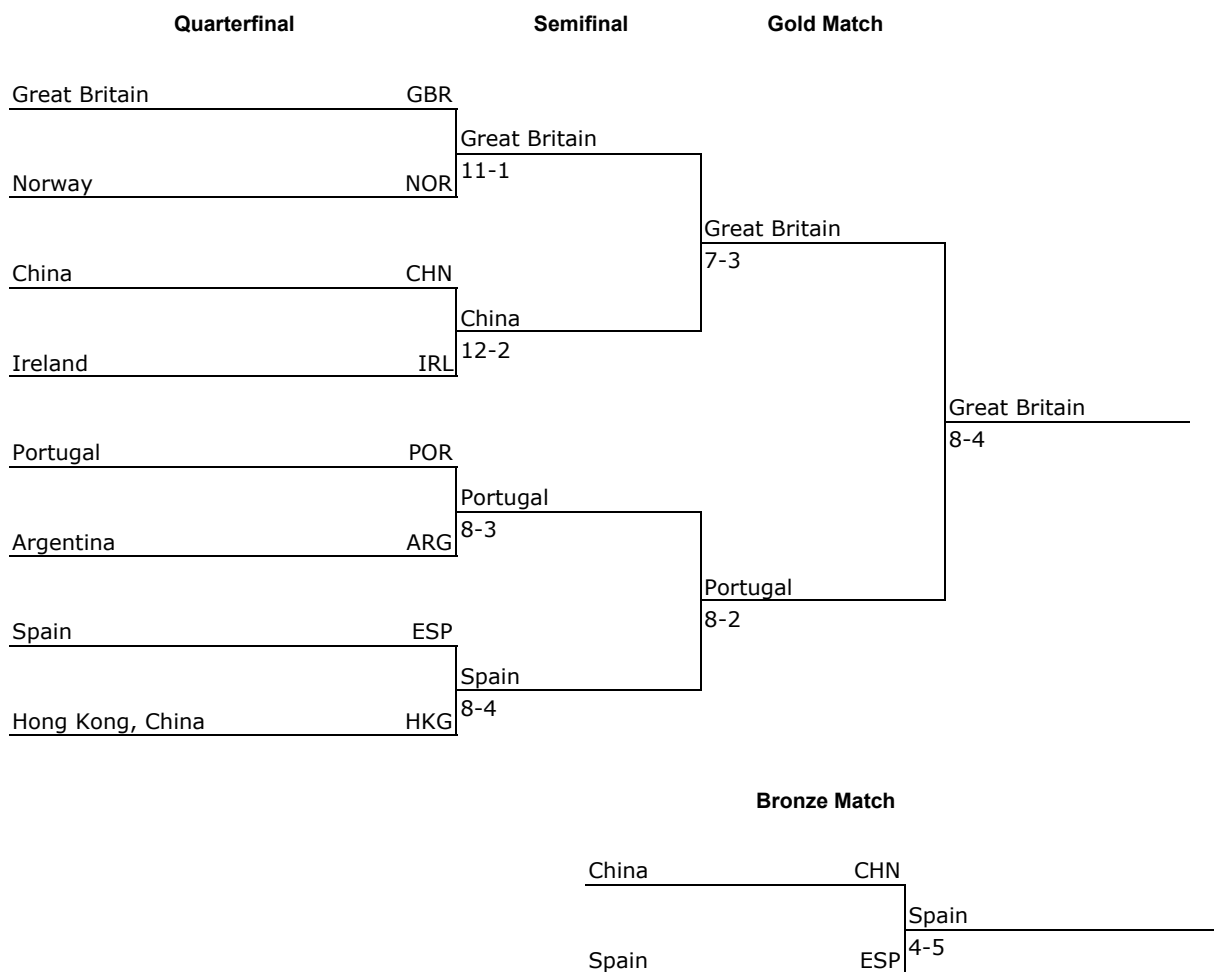 Quarterfinal Semifinal Gold Match
Great Britain GBR
Great Britain
11-1
Norway NOR
Great Britain
7-3
China CHN
China
12-2
Ireland IRL
Great Britain
8-4
Portugal POR
Portugal
8-3
Argentina ARG
Portugal
8-2
Spain ESP
Spain
8-4
Hong Kong, China HKG
Bronze Match
China CHN
Spain
4-5
Spain ESP